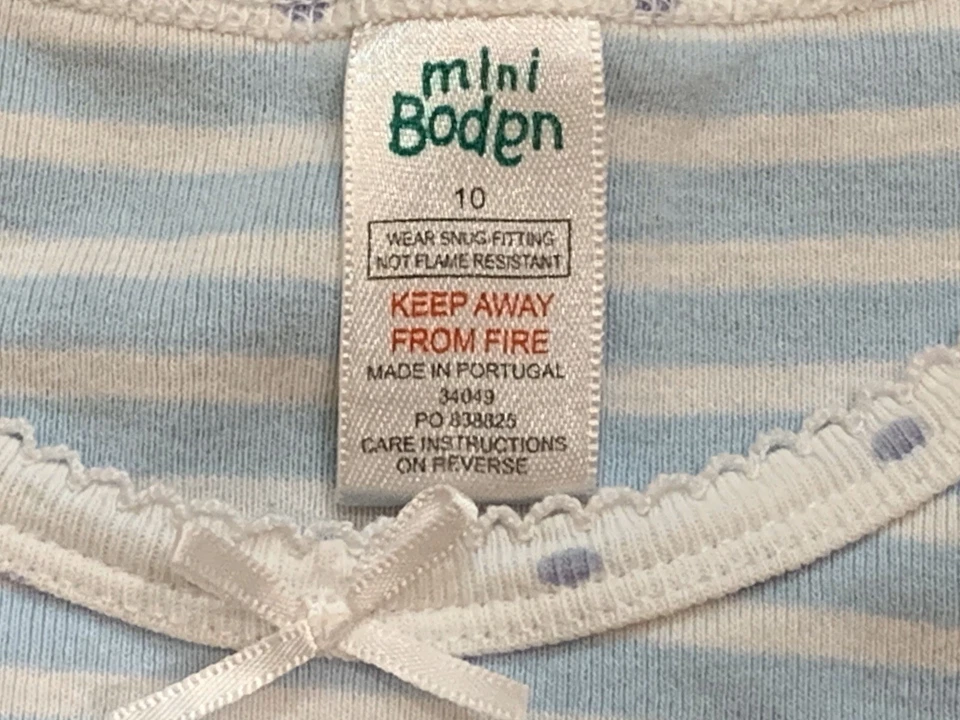 mini
Boden
10
WEAR SNUG-FITTING
NOT FLAME RESISTANT
KEEP AWAY
FROM FIRE
MADE IN PORTUGAL
34049
PO 838825
CARE INSTRUCTIONS
ON REVERSE